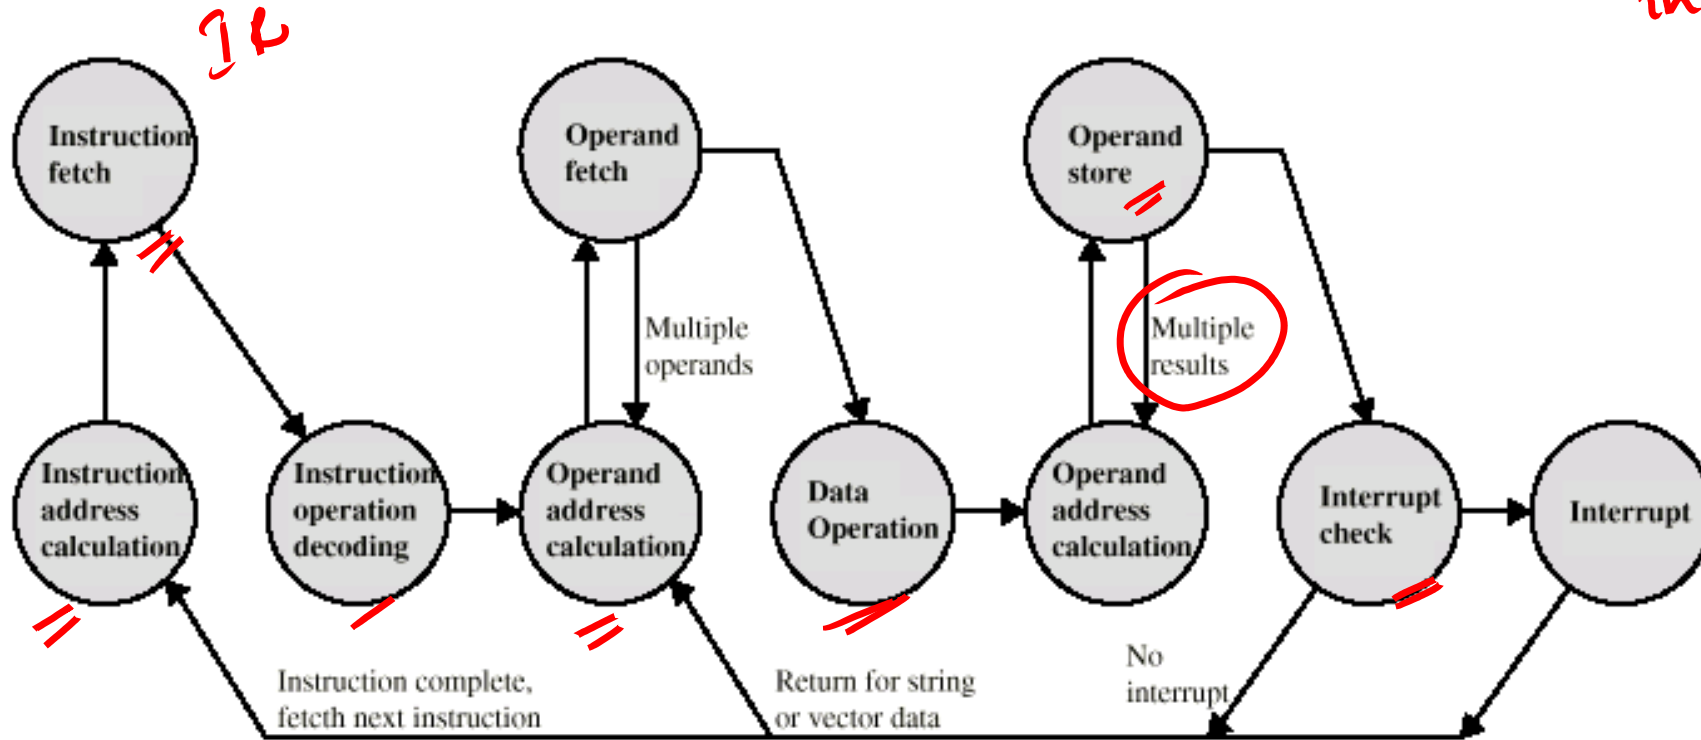 IR
in
Instruction
fetch
Operand
fetch
Operand
store
Multiple
operands
Multiple
results
Instruction
address
calculation
Instruction
operation
decoding
Operand
address
calculation
Data
Operation
Operand
address
calculation
Interrupt
check
Interrupt
Instruction complete,
fetcth next instruction
Return for string
or vector data
No
interrupt